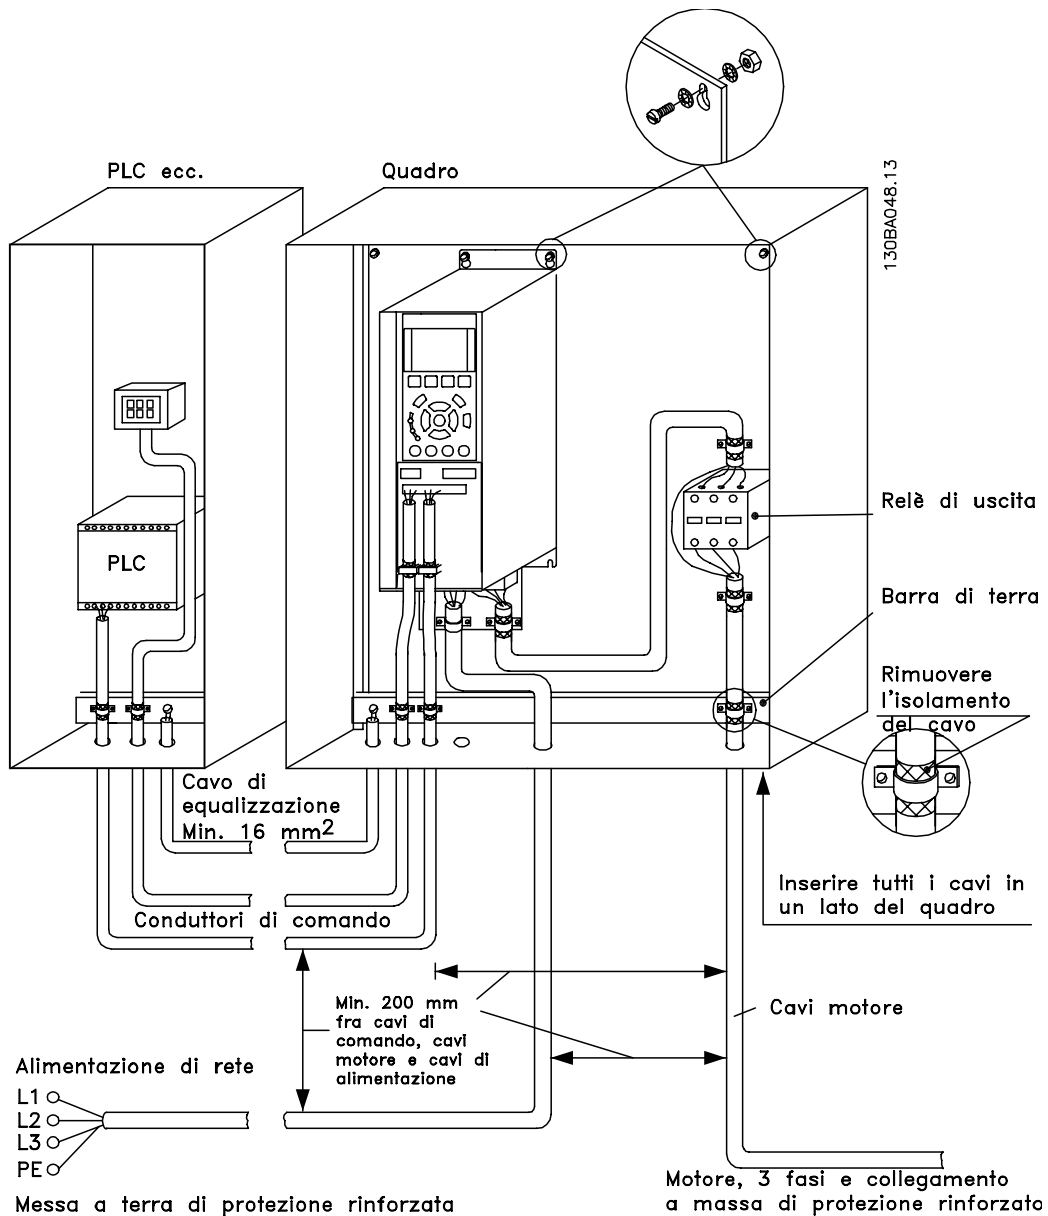 PLC ecc.
Quadro
130BA048.13
PLC
Relè di uscita
Barra di terra
Rimuovere
l'isolamento
del cavo
Cavo di
equalizzazione
Min. 16 mm2
Inserire tutti i cavi in
un lato del quadro
Conduttori di comando
Min. 200 mm
fra cavi di
comando, cavi
motore e cavi di
alimentazione
Cavi motore
Alimentazione di rete
L1
L2
L3
PE
Messa a terra di protezione rinforzata
Motore, 3 fasi e collegamento
a massa di protezione rinforzato